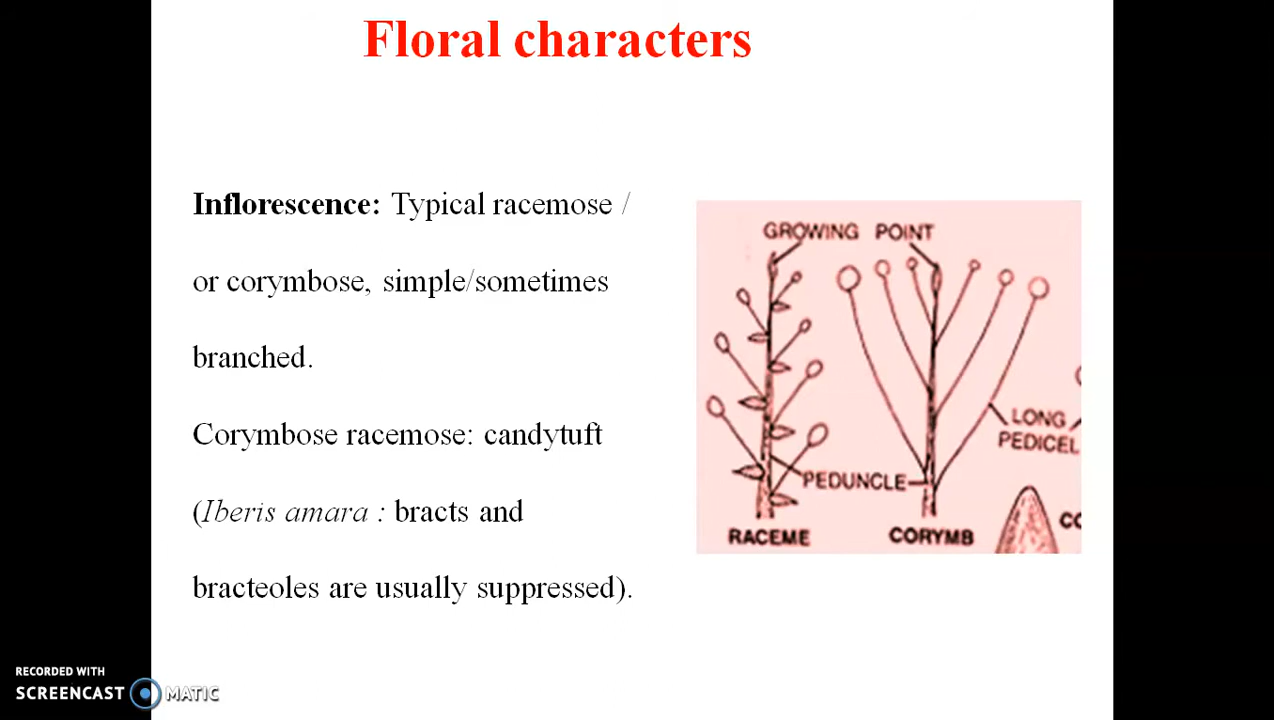 Floral characters
Inflorescence: Typical racemose /
or corymbose, simple/sometimes
branched.
Corymbose racemose: candytuft
(Iberis amara : bracts and
bracteoles are usually suppressed).
GROWING POINT
LONG
PEDICEL
PEDUNCLE
RACEME
CORYMB
RECORDED WITH
SCREENCAST MATIC